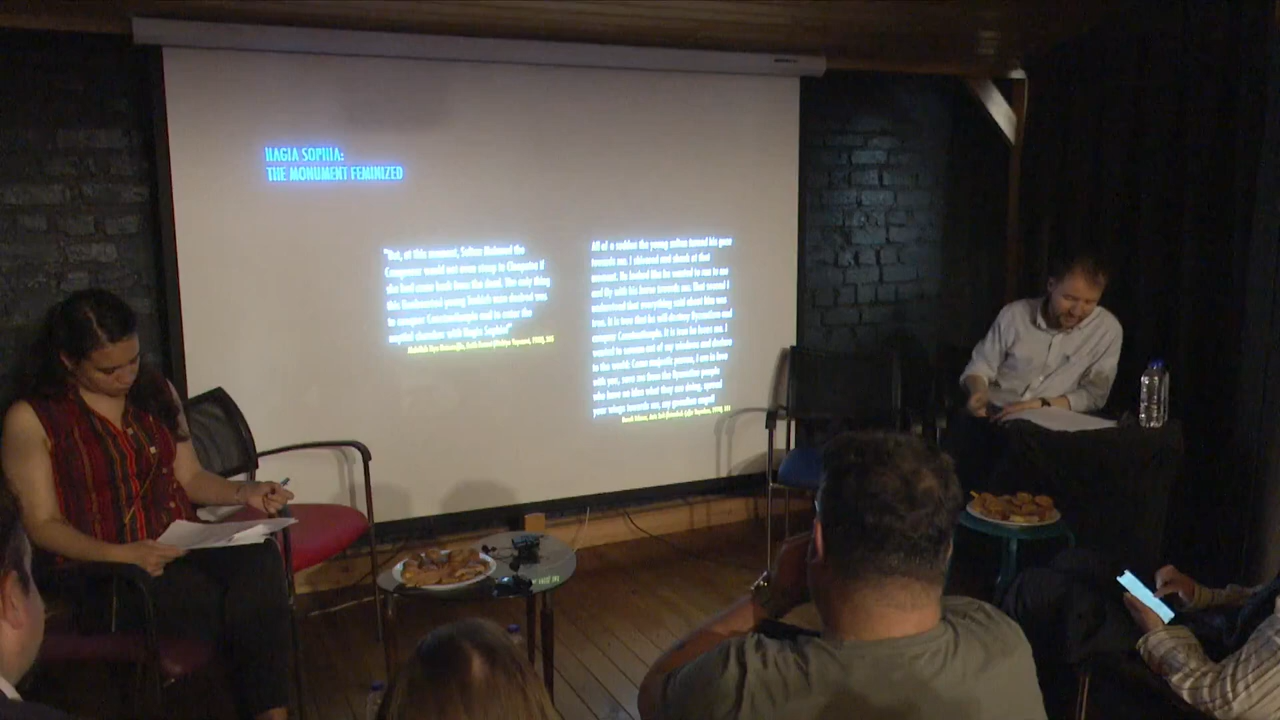 HAGIA SOPHIA:
THE MONUMENT FEMINIZED
"But, at this moment, Sultan Mehmed the
Conqueror would not even stoop to Cleopatra if
she had come back from the dead. The only thing
this young Sultan desired was
to conquer Constantinople and to enter the
nuptial chamber with Hagia Sophia"
All of a sudden the young sultan turned his gaze
towards me. I shivered and shook at that
moment. He looked like he wanted to run to me
and fly with his horse towards me. That moment I
understood that everything said about him was
true. It is true that he will destroy Byzantium and
conquer Constantinople. It is true he loves me. I
wanted to scream out of my windows and declare
to the world: Come fantastic person, I am in love
with you, save me from the Byzantine people
who have no idea what they are doing, spread
your wings towards me, my guardian angel!